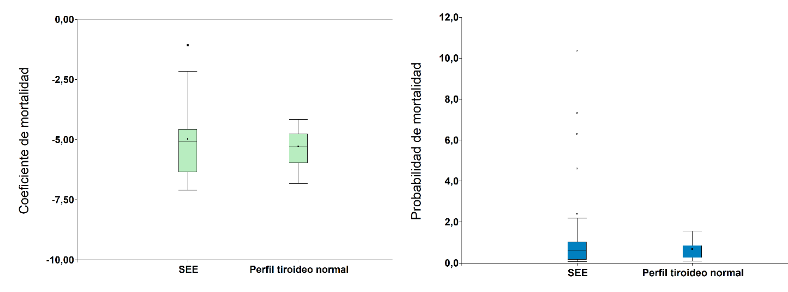 Coeficiente de mortalidad
0,00
-2,50
-5,00
-7,50
-10,00
SEE
Perfil tiroideo normal
Probabilidad de mortalidad
12,0
10,0
8,0
6,0
4,0
2,0
0,0
SEE
Perfil tiroideo normal